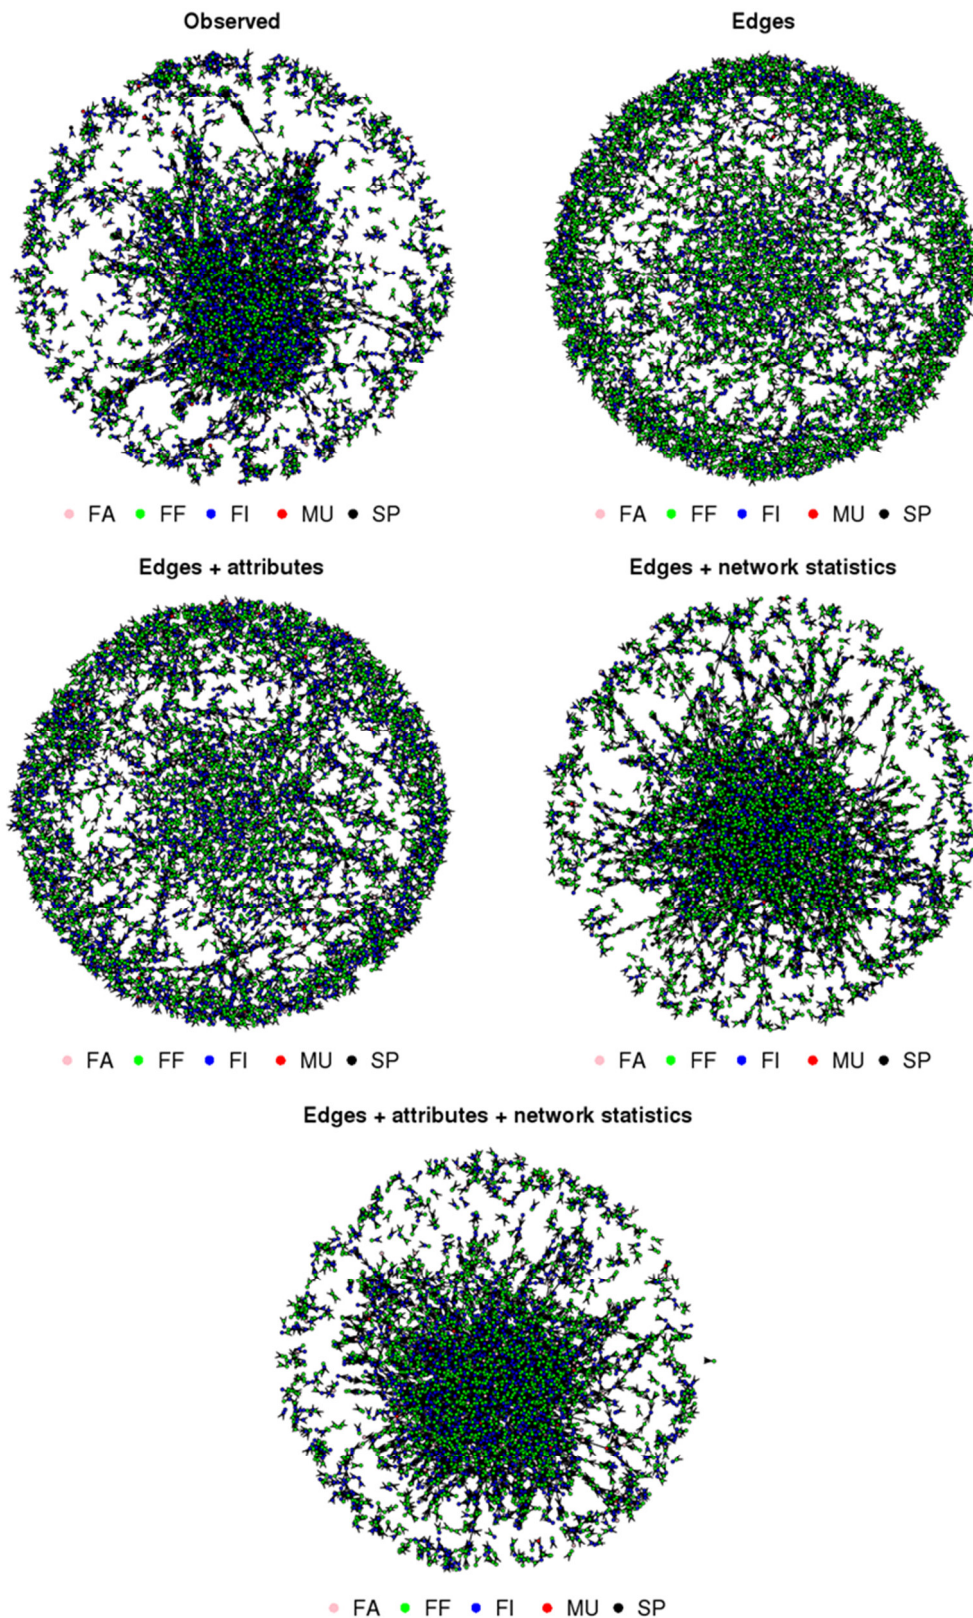 Observed
Edges
FA FF FI MU SP
FA FF FI MU SP
Edges + attributes
Edges + network statistics
FA FF FI MU SP
FA FF FI MU SP
Edges + attributes + network statistics
FA FF FI MU SP